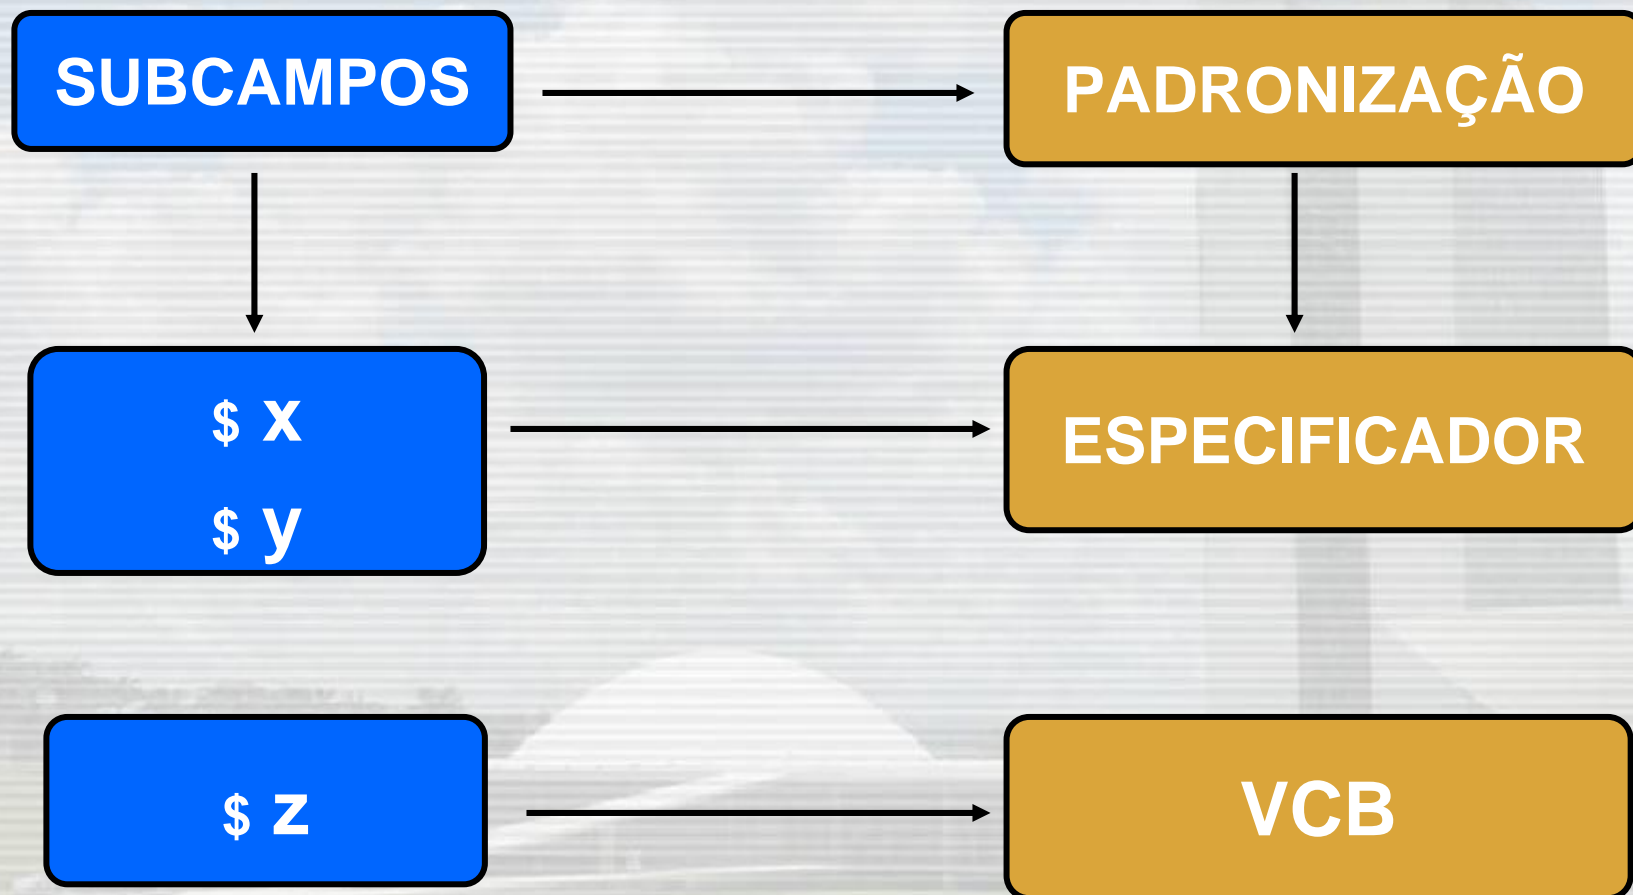 SUBCAMPOS
PADRONIZAÇÃO
$ x
$ y
ESPECIFICADOR
$ z
VCB